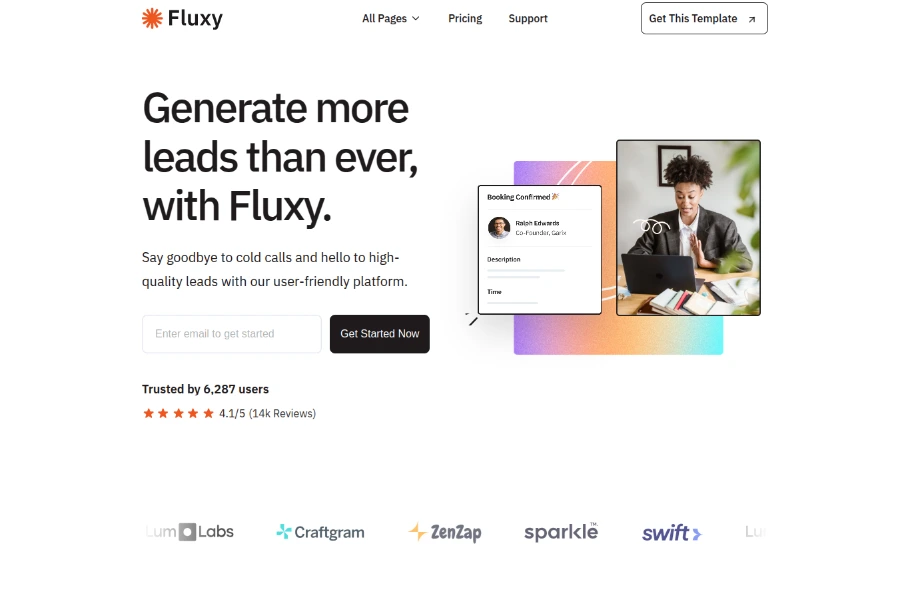 Fluxy
All Pages
Pricing
Support
Get This Template
Generate more
leads than ever,
with Fluxy.
Say goodbye to cold calls and hello to high-
quality leads with our user-friendly platform.
Enter email to get started
Get Started Now
Trusted by 6,287 users
4.1/5 (14k Reviews)
Booking Confirmed 🎉
Ralph Edwards
Co-Founder, Garix
Description
Time
Lum Labs
Craftgram
ZenZap
sparkle™
swift
Lu